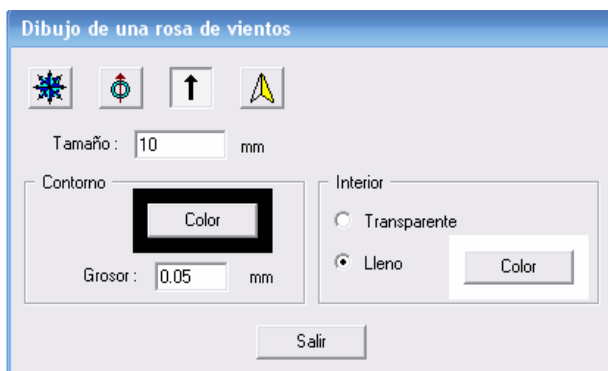 Dibujo de una rosa de vientos
Tamaño : 10 mm
Contorno
Color
Grosor : 0.05 mm
Interior
Transparente
Lleno Color
Salir